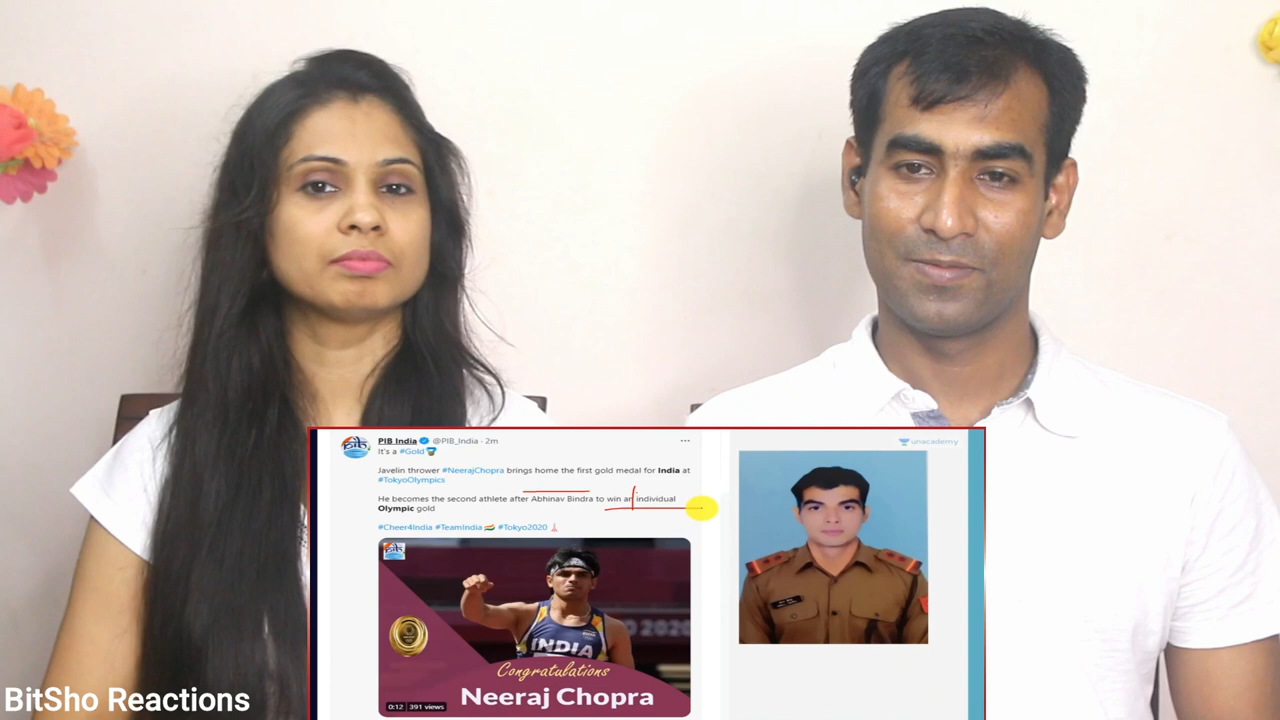 PIB India @PIB_India · 2m
It's a #Gold
Javelin thrower #NeerajChopra brings home the first gold medal for India at
#TokyoOlympics
He becomes the second athlete after Abhinav Bindra to win an individual
Olympic gold
#Cheer4India #TeamIndia #Tokyo2020
unacademy
PIB
INDIA
Congratulations
Neeraj Chopra
0:12 391 views
BitSho Reactions